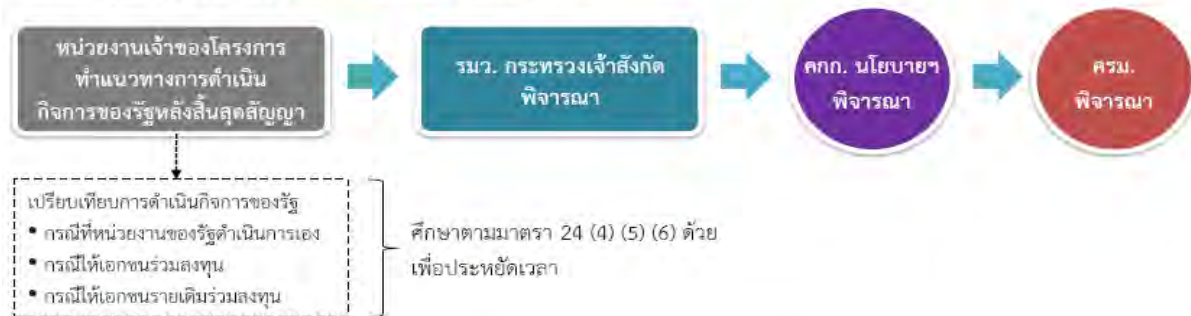 หน่วยงานเจ้าของโครงการ
ทำแนวทางการดำเนิน
กิจการของรัฐหลังสิ้นสุดสัญญา
รมว. กระทรวงเจ้าสังกัด
พิจารณา
คกก. นโยบายฯ
พิจารณา
ครม.
พิจารณา
เปรียบเทียบการดำเนินกิจการของรัฐ
• กรณีที่หน่วยงานของรัฐดำเนินการเอง
• กรณีให้เอกชนร่วมลงทุน
• กรณีให้เอกชนรายเดิมร่วมลงทุน
ศึกษาตามมาตรา 24 (4) (5) (6) ด้วย
เพื่อประหยัดเวลา